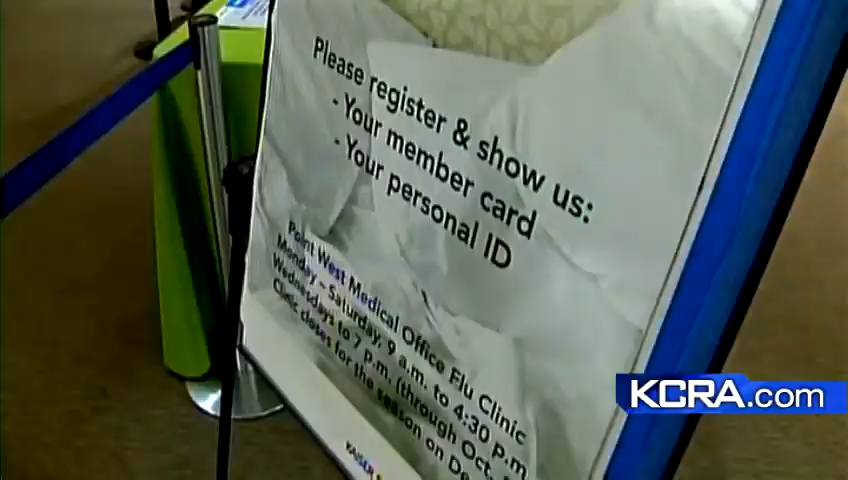 Please register & show us:
- Your member card
- Your personal ID
Point West Medical Office Flu Clinic
Monday – Saturday, 9 a.m. to 4:30 p.m
Wednesdays to 7 p.m. (through Oct.
Clinic closes for the season on De
KAISER
KCRA.com